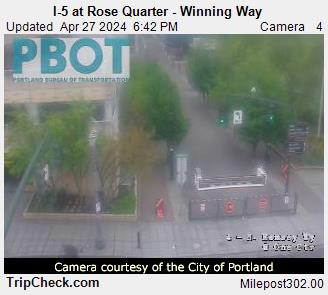 I-5 at Rose Quarter - Winning Way
Updated Apr 27 2024 6:42 PM Camera 4
PBOT
PORTLAND BUREAU OF TRANSPORTATION
Camera courtesy of the City of Portland
TripCheck.com Milepost302.00